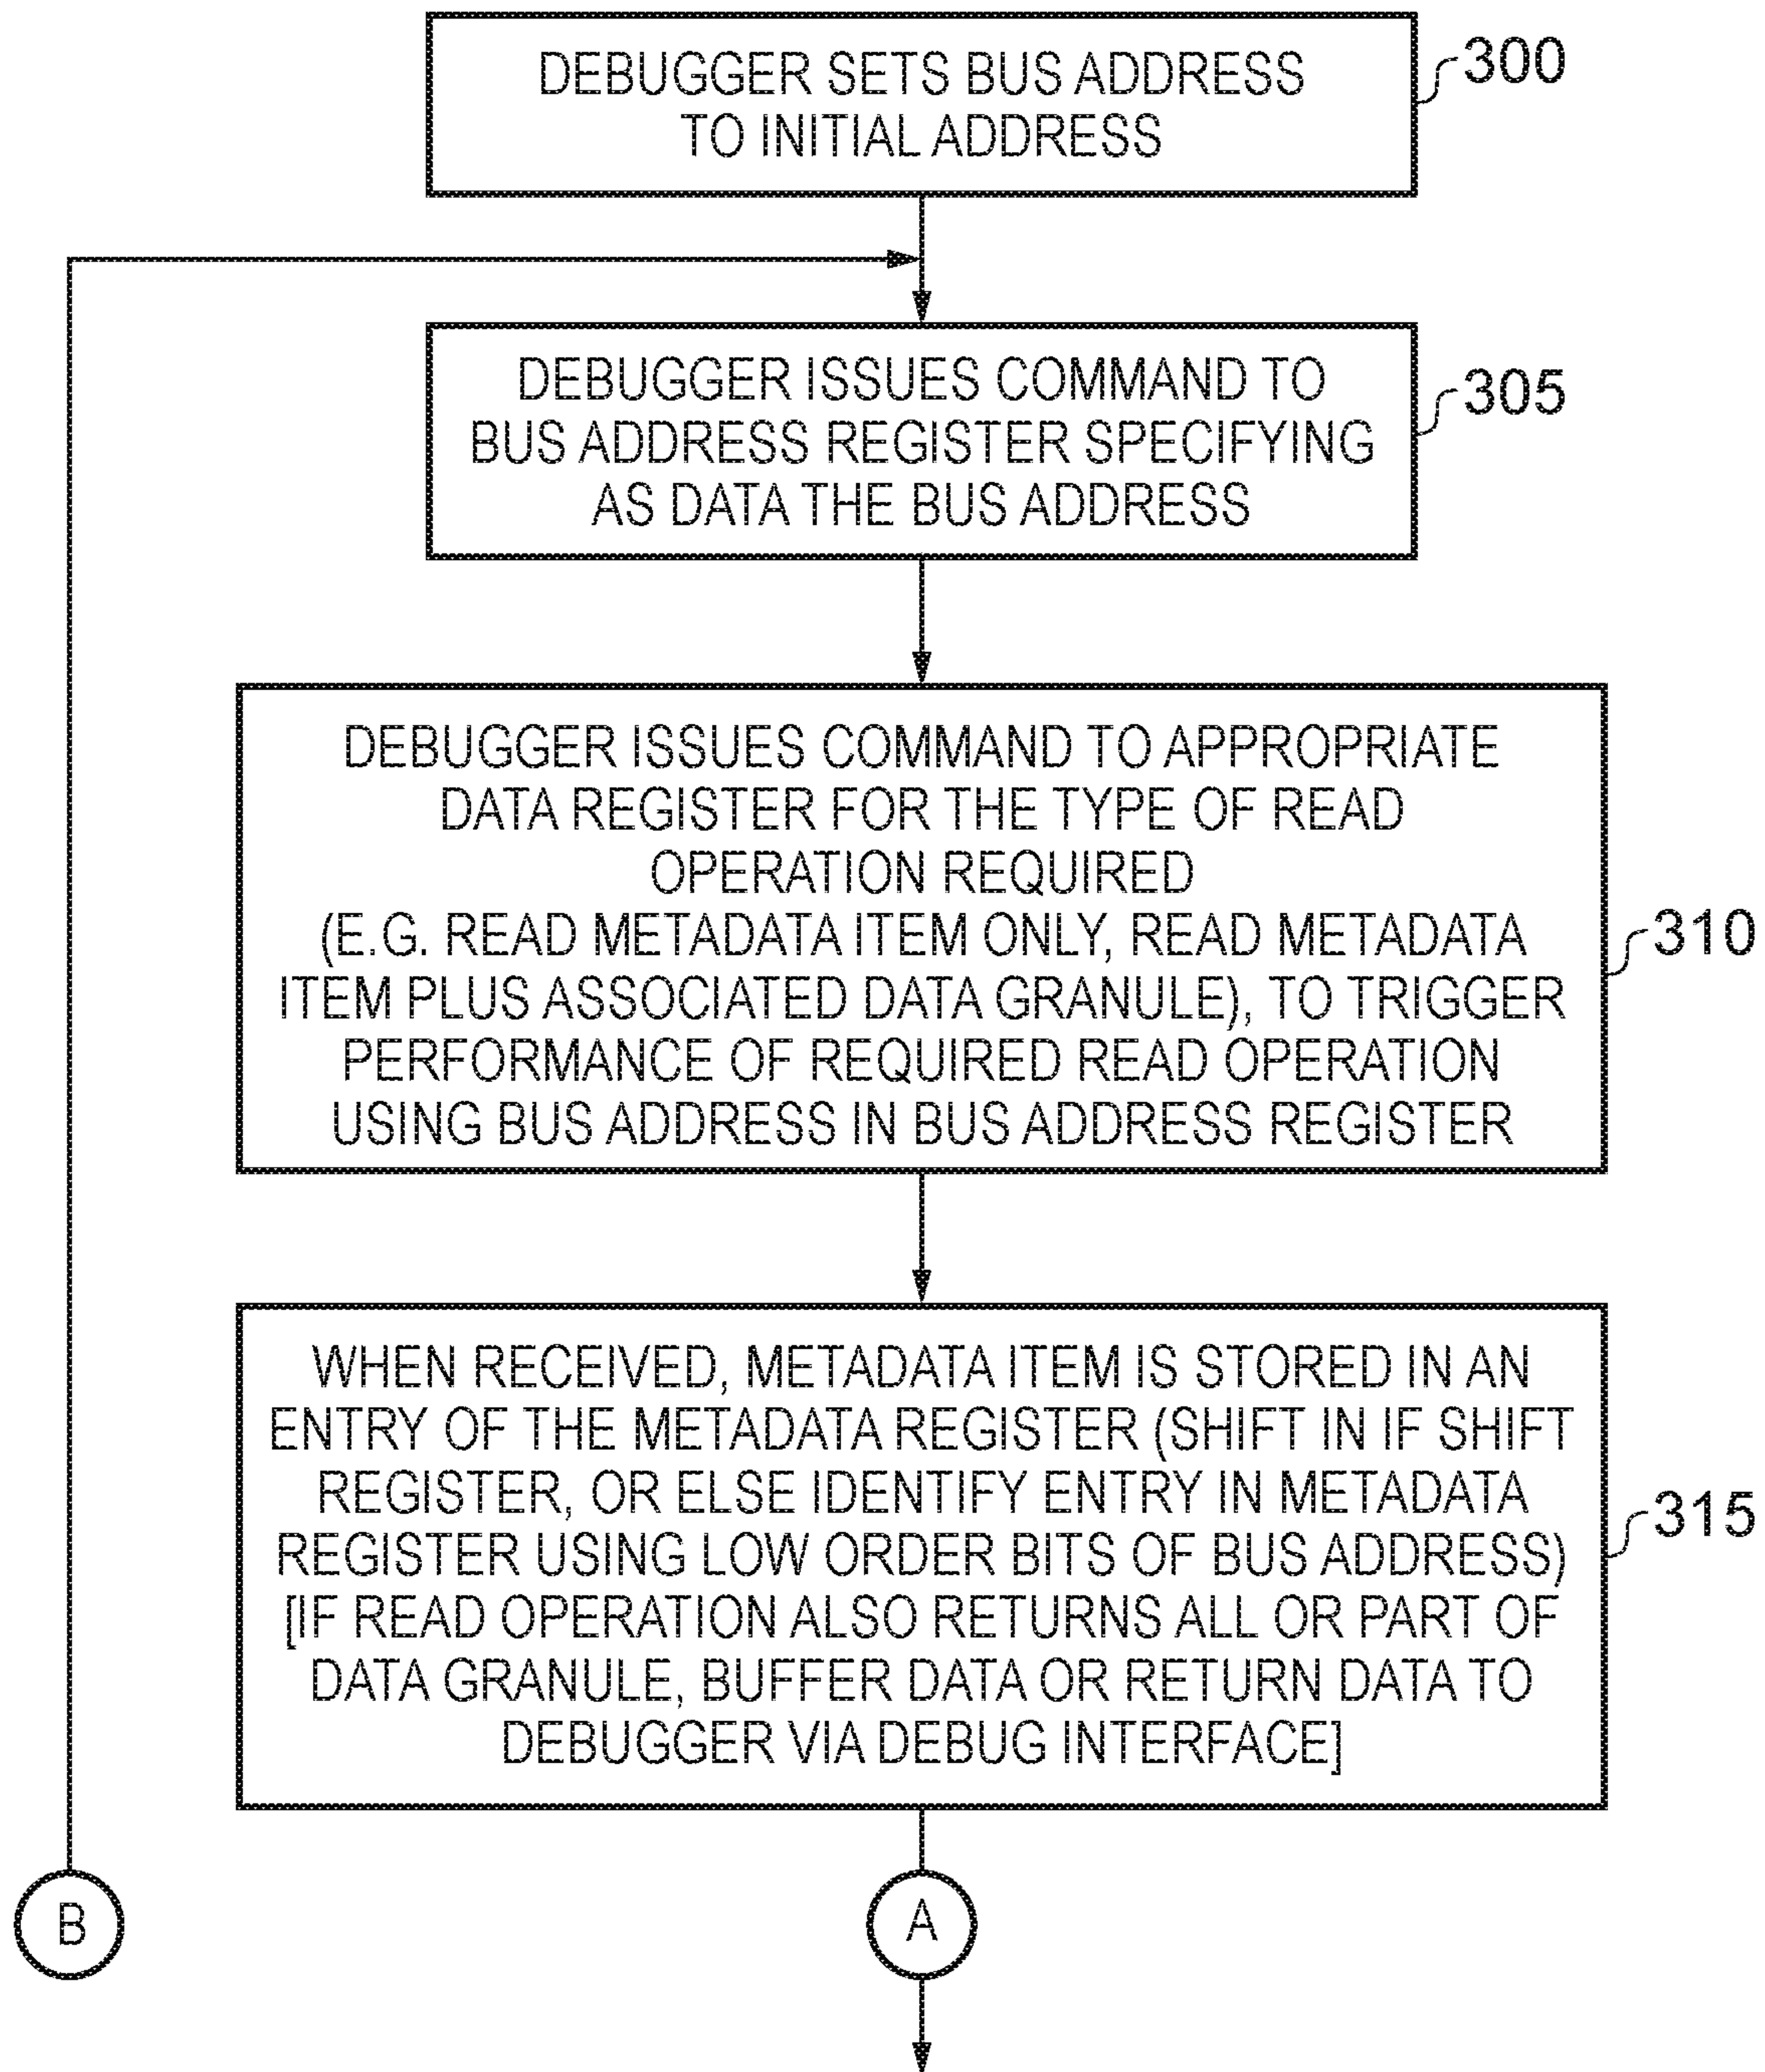 DEBUGGER SETS BUS ADDRESS
TO INITIAL ADDRESS
300
DEBUGGER ISSUES COMMAND TO
BUS ADDRESS REGISTER SPECIFYING
AS DATA THE BUS ADDRESS
305
DEBUGGER ISSUES COMMAND TO APPROPRIATE
DATA REGISTER FOR THE TYPE OF READ
OPERATION REQUIRED
(E.G. READ METADATA ITEM ONLY, READ METADATA
ITEM PLUS ASSOCIATED DATA GRANULE), TO TRIGGER
PERFORMANCE OF REQUIRED READ OPERATION
USING BUS ADDRESS IN BUS ADDRESS REGISTER
310
WHEN RECEIVED, METADATA ITEM IS STORED IN AN
ENTRY OF THE METADATA REGISTER (SHIFT IN IF SHIFT
REGISTER, OR ELSE IDENTIFY ENTRY IN METADATA
REGISTER USING LOW ORDER BITS OF BUS ADDRESS)
[IF READ OPERATION ALSO RETURNS ALL OR PART OF
DATA GRANULE, BUFFER DATA OR RETURN DATA TO
DEBUGGER VIA DEBUG INTERFACE]
315
B
A